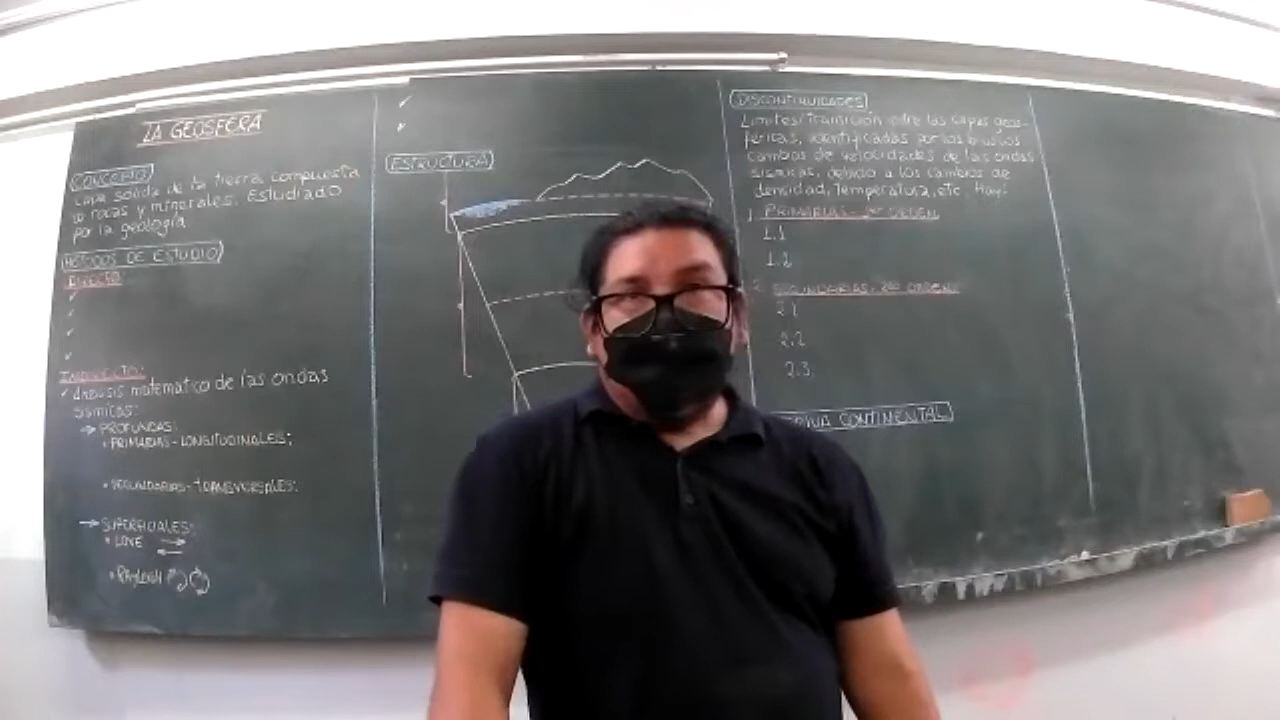 LA GEOSFERA
CONCEPTO
capa sólida de la tierra compuesta
rocas y minerales. Estudiado
por la geología
MÉTODOS DE ESTUDIO
DIRECTO
INDIRECTO:
Análisis matemático de las ondas
sísmicas:
→ PROFUNDAS:
• PRIMARIAS - LONGITUDINALES:
• SECUNDARIAS - TRANSVERSALES:
→ SUPERFICIALES:
• LOVE
• RAYLEIGH
ESTRUCTURA
DISCONTINUIDADES
Límites/transición entre las capas geos-
féricas, identificadas por los bruscos
cambios de velocidades de las ondas
sísmicas, debido a los cambios de
densidad, temperatura, etc. Hay:
1. PRIMARIAS - 1er ORDEN
1.1
1.2
2. SECUNDARIAS - 2do ORDEN
2.1
2.2
2.3.
DERIVA CONTINENTAL